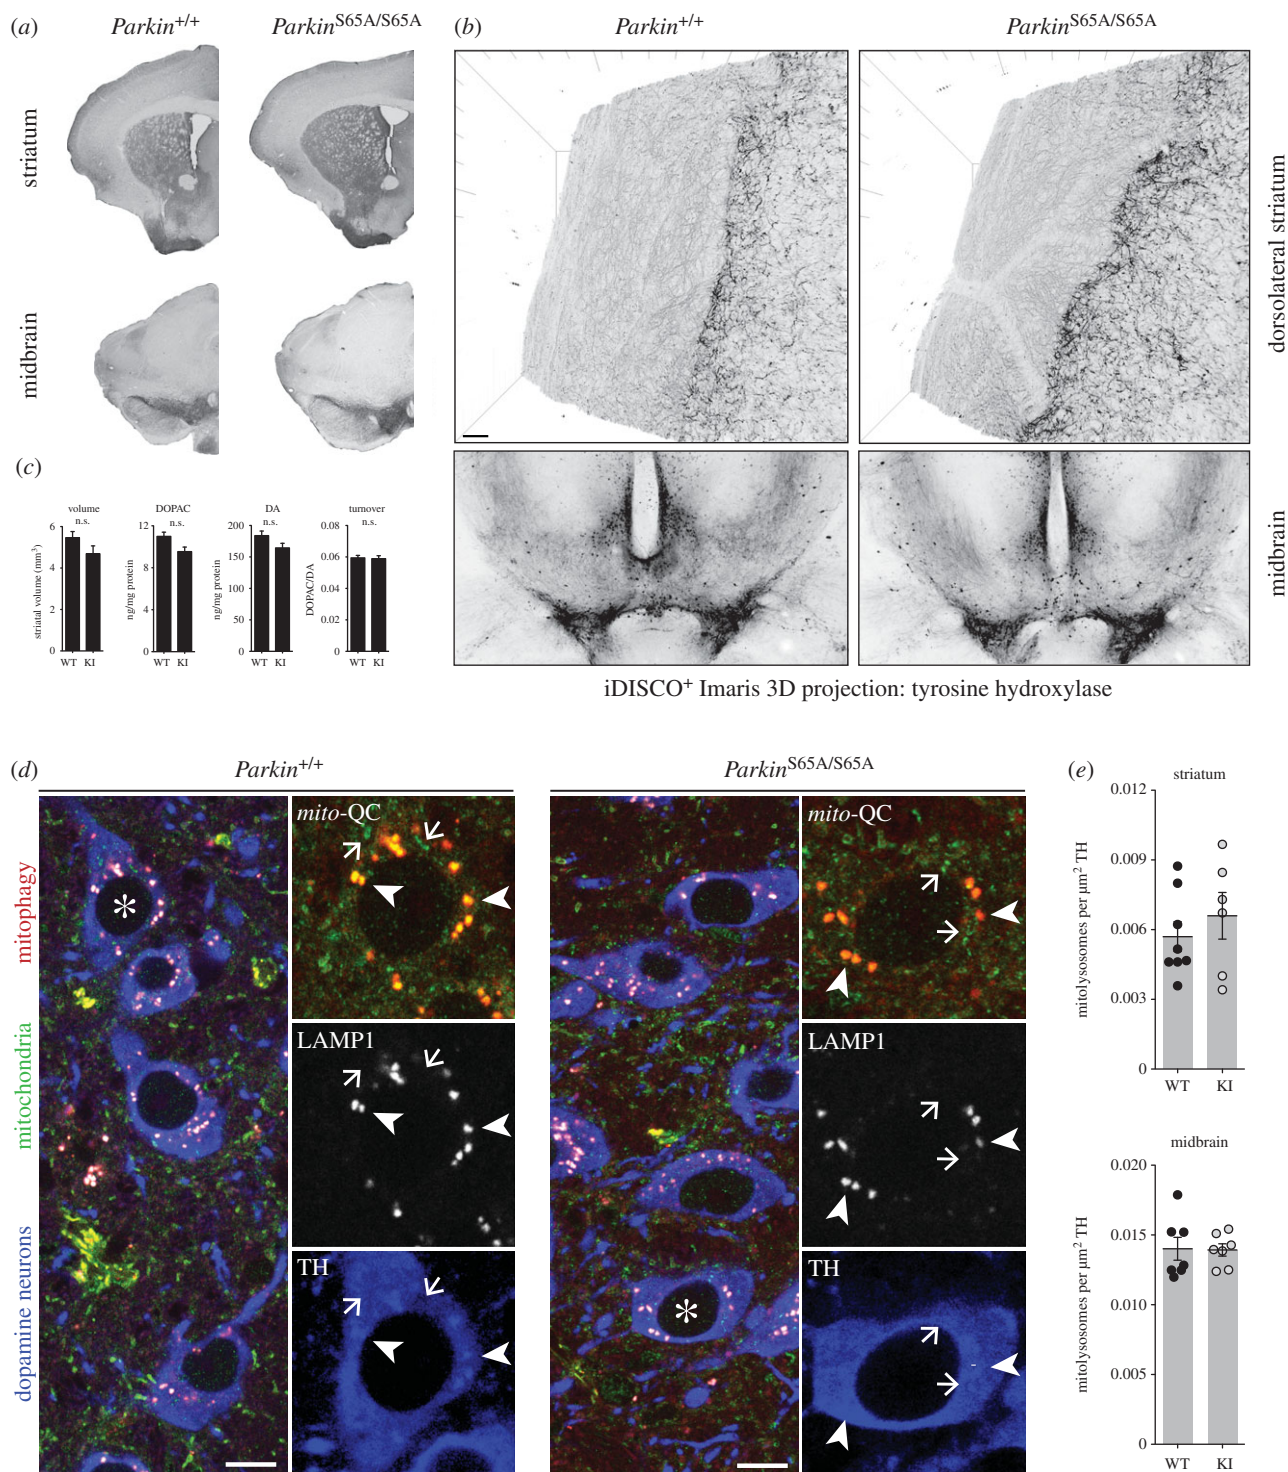 (a)
Parkin+/+
ParkinS65A/S65A
striatum
midbrain
(b)
Parkin+/+
ParkinS65A/S65A
dorsolateral striatum
midbrain
iDISCO+ Imaris 3D projection: tyrosine hydroxylase
(c)
volume
n.s.
striatal volume (mm3)
6
4
2
0
WT KI
DOPAC
n.s.
ng/mg protein
12
8
4
0
WT KI
DA
n.s.
ng/mg protein
200
150
100
50
0
WT KI
turnover
n.s.
DOPAC/DA
0.08
0.06
0.04
0.02
0
WT KI
(d)
Parkin+/+
ParkinS65A/S65A
mitophagy
mitochondria
dopamine neurons
*
mito-QC
LAMP1
TH
*
mito-QC
LAMP1
TH
(e)
striatum
mitolysosomes per µm2 TH
0.012
0.009
0.006
0.003
0
WT KI
midbrain
mitolysosomes per µm2 TH
0.020
0.015
0.010
0.005
0
WT KI